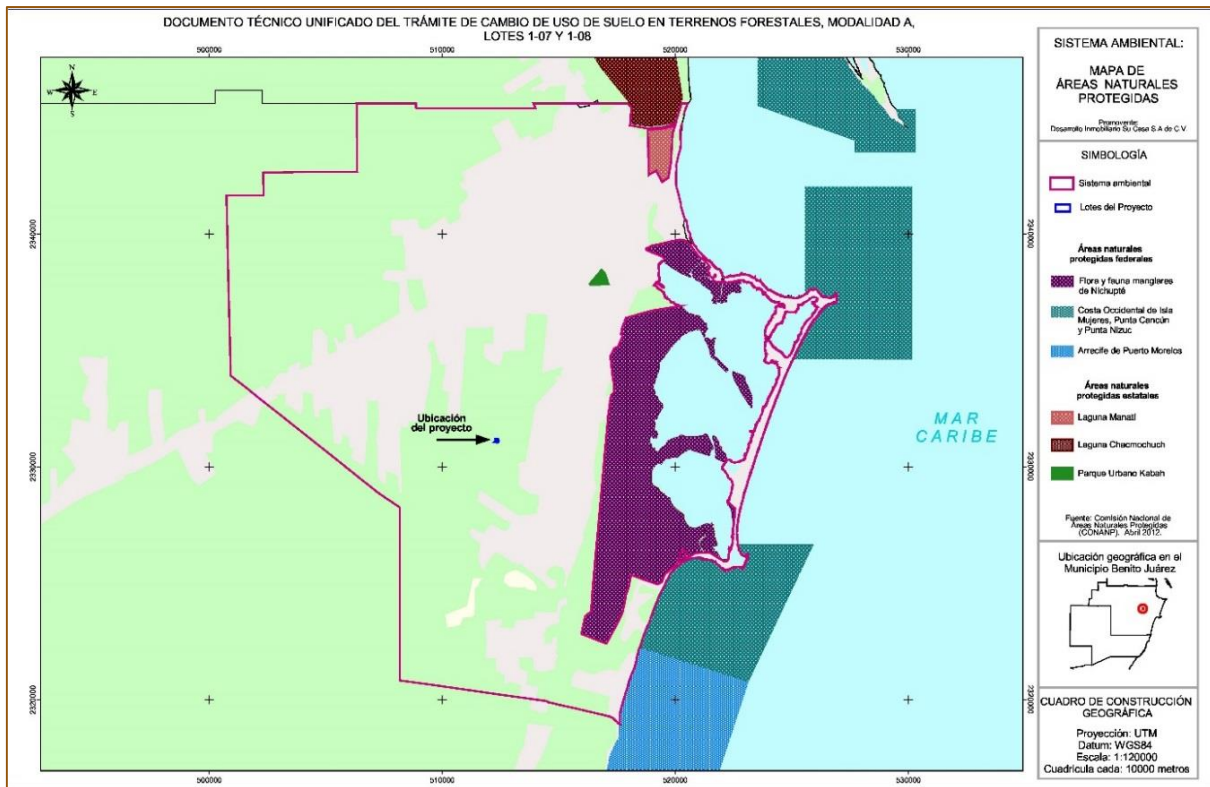 DOCUMENTO TÉCNICO UNIFICADO DEL TRÁMITE DE CAMBIO DE USO DE SUELO EN TERRENOS FORESTALES, MODALIDAD A,
LOTES 1-07 Y 1-08
500000
510000
520000
530000
N
W
E
S
2340000
2340000
Ubicación
del proyecto
MAR
CARIBE
2330000
2330000
2320000
2320000
500000
510000
520000
530000
SISTEMA AMBIENTAL:
MAPA DE
ÁREAS NATURALES
PROTEGIDAS
Promovente:
Desarrollo Inmobiliario Su Casa S.A de C.V.
SIMBOLOGÍA
Sistema ambiental
Lotes del Proyecto
Áreas naturales
protegidas federales
Flora y fauna manglares
de Nichupté
Costa Occidental de Isla
Mujeres, Punta Cancún
y Punta Nizuc
Arrecife de Puerto Morelos
Áreas naturales
protegidas estatales
Laguna Manatí
Laguna Chacmochuch
Parque Urbano Kabah
Fuente: Comisión Nacional de
Áreas Naturales Protegidas
(CONANP). Abril 2012.
Ubicación geográfica en el
Municipio Benito Juárez
CUADRO DE CONSTRUCCIÓN
GEOGRÁFICA
Proyección: UTM
Datum: WGS84
Escala: 1:120000
Cuadrícula cada: 10000 metros